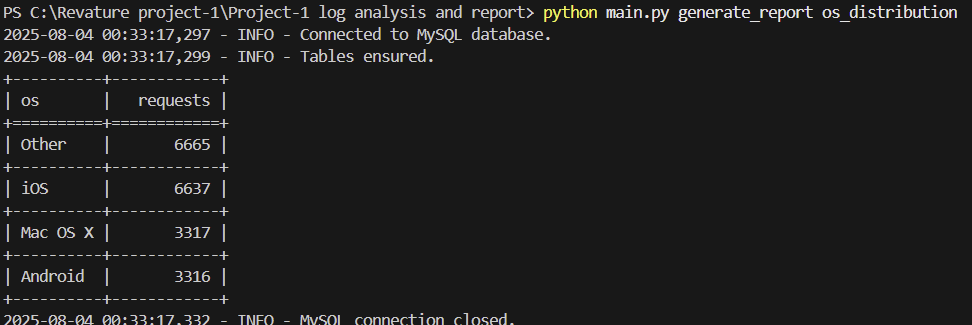 PS C:\Revature project-1\Project-1 log analysis and report> python main.py generate_report os_distribution
2025-08-04 00:33:17,297 - INFO - Connected to MySQL database.
2025-08-04 00:33:17,299 - INFO - Tables ensured.
+----------+------------+
| os       |   requests |
+==========+============+
| Other    |       6665 |
+----------+------------+
| iOS      |       6637 |
+----------+------------+
| Mac OS X |       3317 |
+----------+------------+
| Android  |       3316 |
+----------+------------+
2025-08-04 00:33:17,332 - INFO - MySQL connection closed.